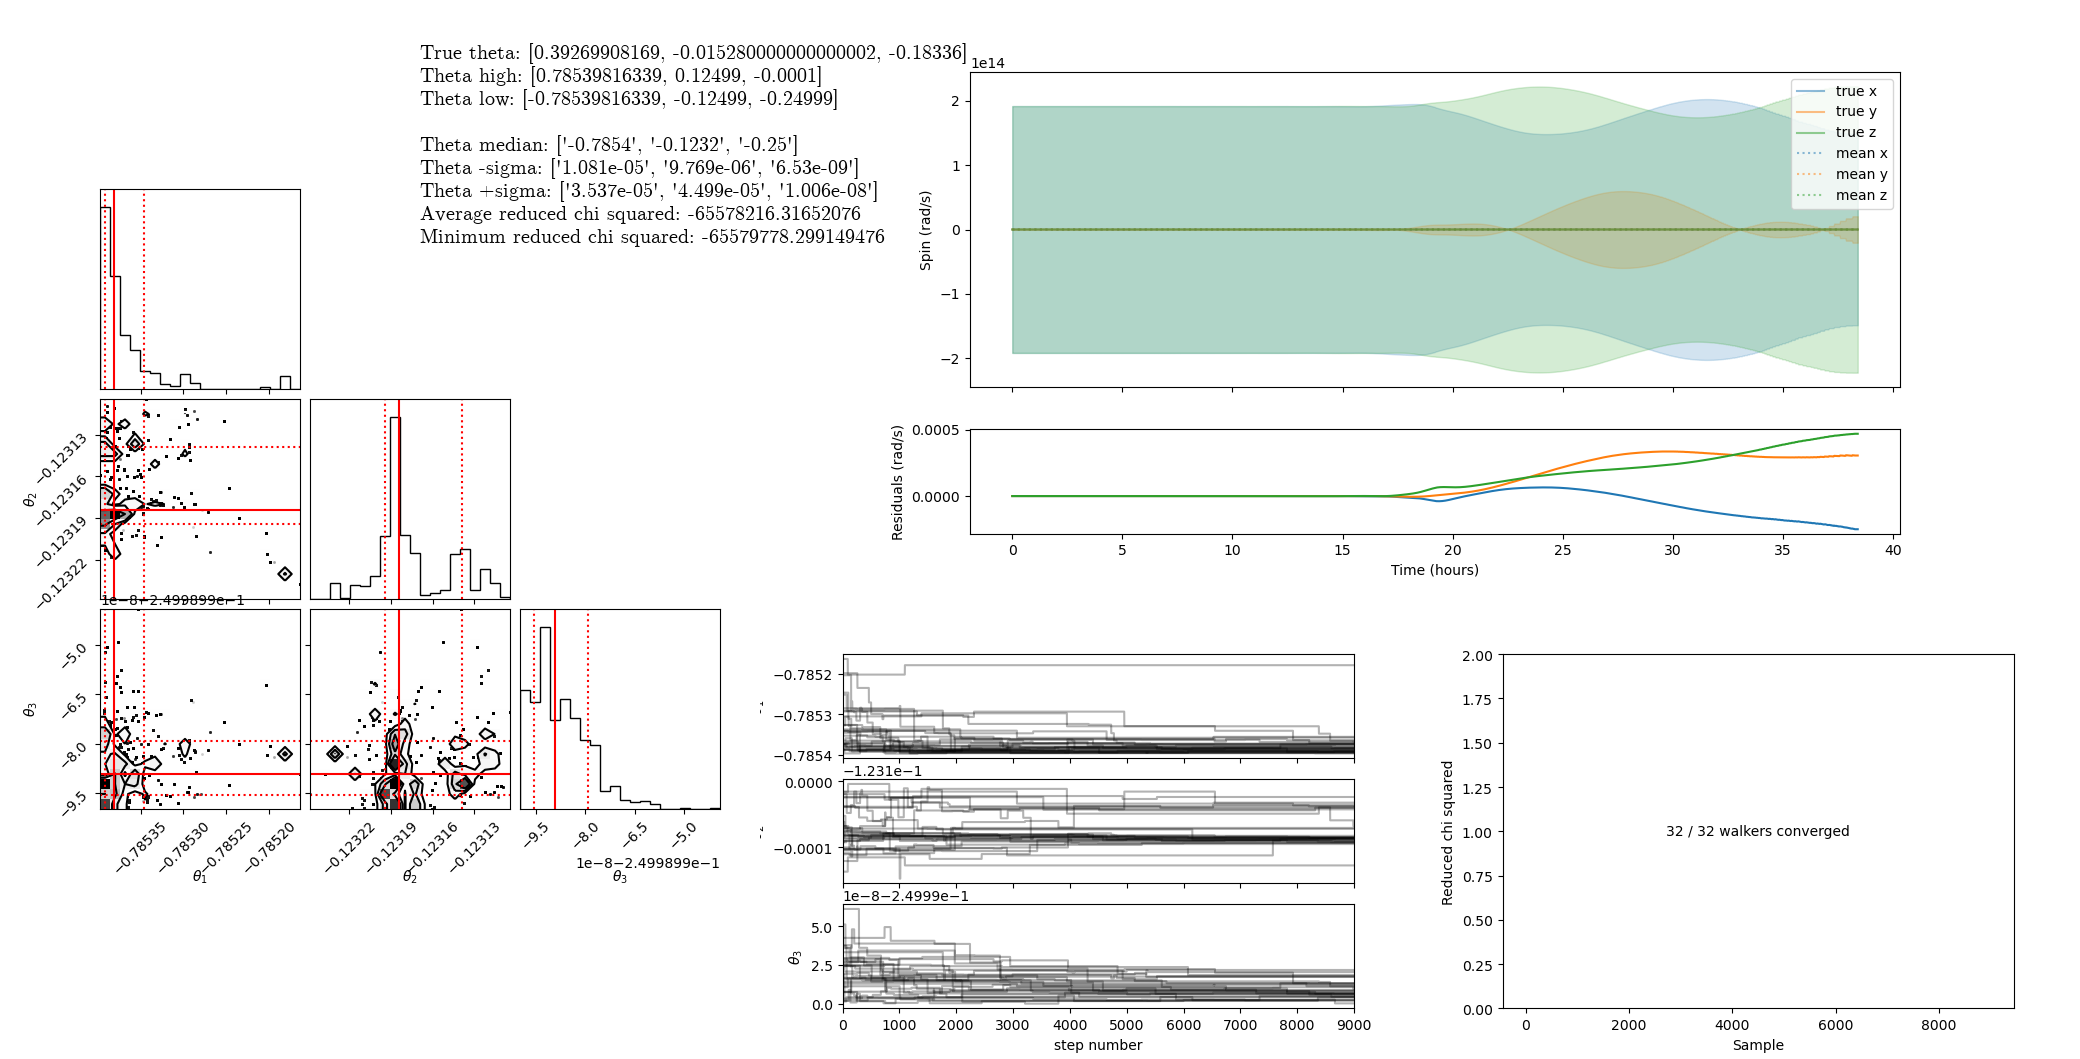 True theta: [0.39269908169, -0.015280000000000002, -0.18336]
Theta high: [0.78539816339, 0.12499, -0.0001]
Theta low: [-0.78539816339, -0.12499, -0.24999]
Theta median: ['-0.7854', '-0.1232', '-0.25']
Theta -sigma: ['1.081e-05', '9.769e-06', '6.53e-09']
Theta +sigma: ['3.537e-05', '4.499e-05', '1.006e-08']
Average reduced chi squared: -65578216.31652076
Minimum reduced chi squared: -65579778.299149476
1e14
2
1
0
−1
−2
Spin (rad/s)
true x
true y
true z
mean x
mean y
mean z
0.0005
0.0000
Residuals (rad/s)
0
5
10
15
20
25
30
35
40
Time (hours)
−0.12313
−0.12316
−0.12319
−0.12322
θ2
1e−8−2.499899e−1
−5.0
−6.5
−8.0
−9.5
θ3
−0.78535
−0.78530
−0.78525
−0.78520
θ1
−0.12322
−0.12319
−0.12316
−0.12313
θ2
−9.5
−8.0
−6.5
−5.0
1e−8−2.499899e−1
θ3
−0.7852
−0.7853
−0.7854
−1.231e−1
0.0000
−0.0001
1e−8−2.4999e−1
5.0
2.5
0.0
θ3
0
1000
2000
3000
4000
5000
6000
7000
8000
9000
step number
2.00
1.75
1.50
1.25
1.00
0.75
0.50
0.25
0.00
Reduced chi squared
32 / 32 walkers converged
0
2000
4000
6000
8000
Sample